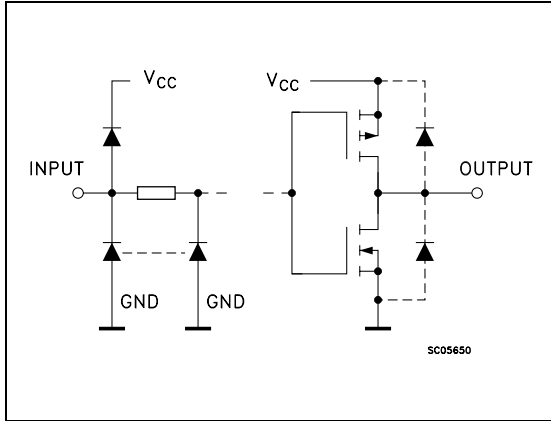 VCC
VCC
INPUT
OUTPUT
GND
GND
SC05650